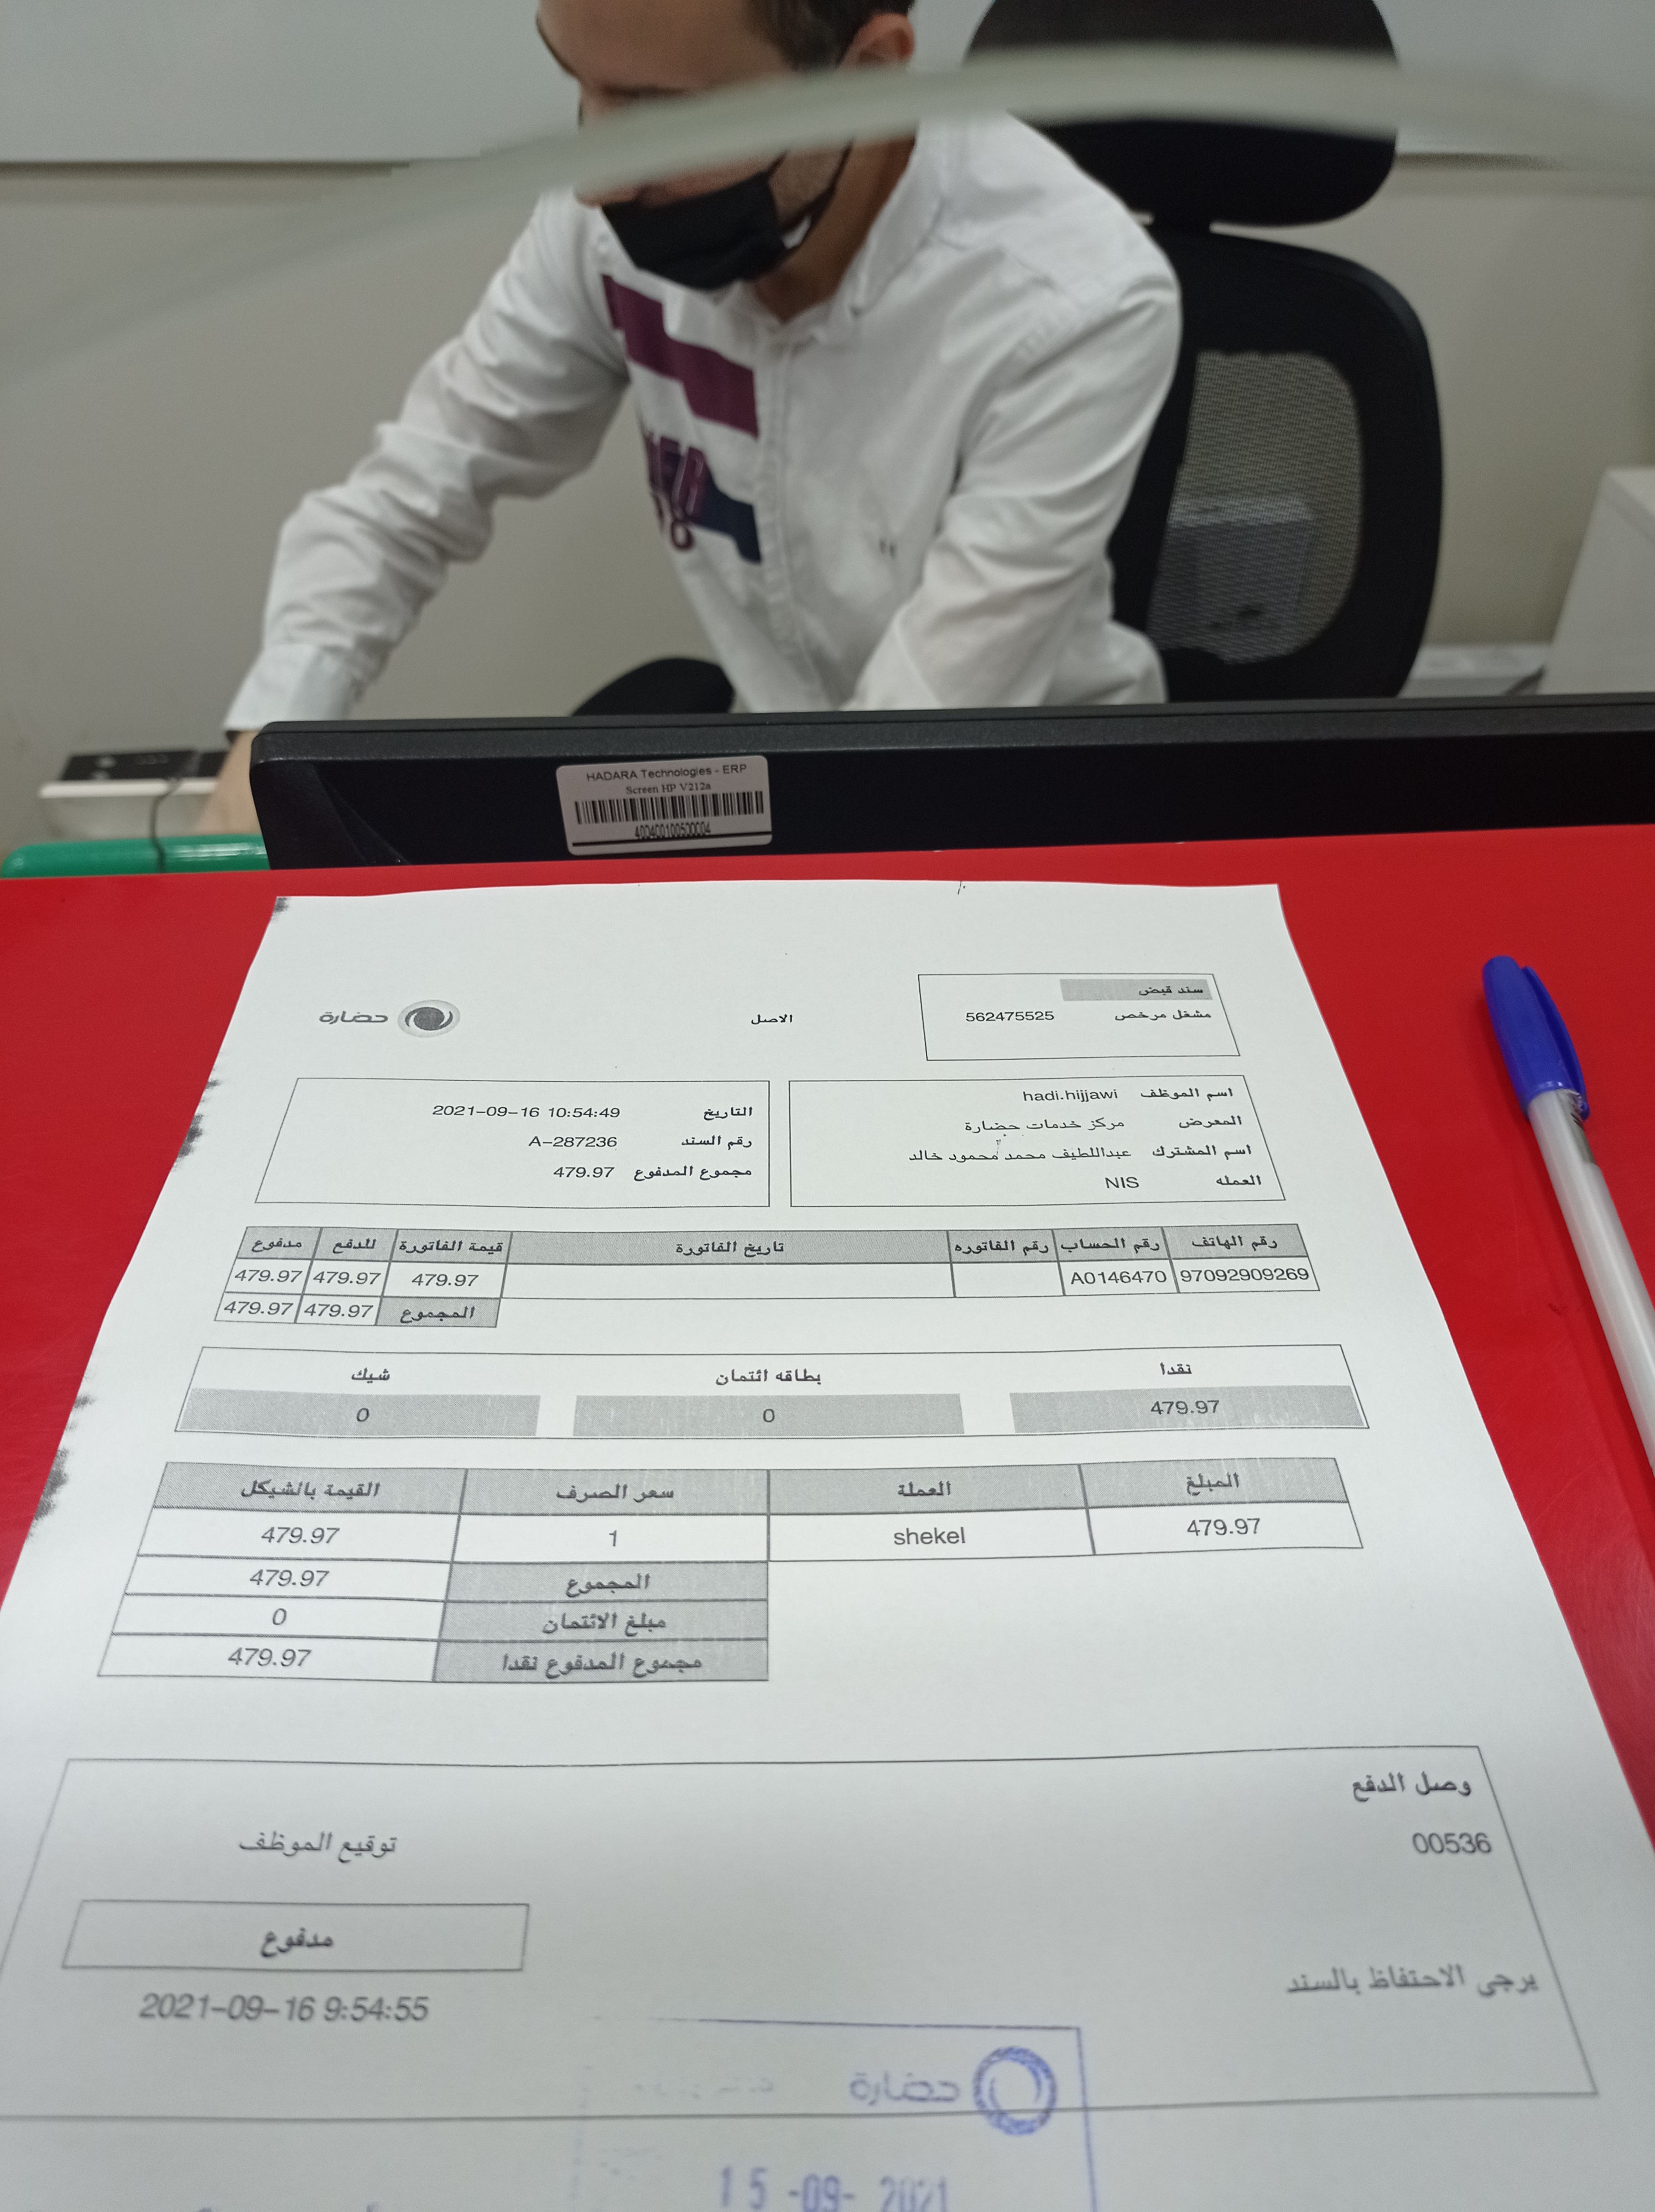 HADARA Technologies - ERP
Screen HP V212a
سند قبض
مشغل مرخص 562475525
الاصل
حضارة
اسم الموظف hadi.hijjawi
المعرض مركز خدمات حضارة
اسم المشترك عبداللطيف محمد محمود خالد
العمله NIS
التاريخ 2021-09-16 10:54:49
رقم السند A-287236
مجموع المدفوع 479.97
رقم الهاتف رقم الحساب رقم الفاتوره تاريخ الفاتورة قيمة الفاتورة للدفع مدفوع
97092909269 A0146470 479.97 479.97 479.97
المجموع 479.97 479.97
نقدا بطاقه ائتمان شيك
479.97 0 0
المبلغ العملة سعر الصرف القيمة بالشيكل
479.97 shekel 1 479.97
المجموع 479.97
مبلغ الائتمان 0
مجموع المدفوع نقدا 479.97
وصل الدفع
00536
توقيع الموظف
مدفوع
يرجى الاحتفاظ بالسند
2021-09-16 9:54:55
حضارة
15 -09- 2021